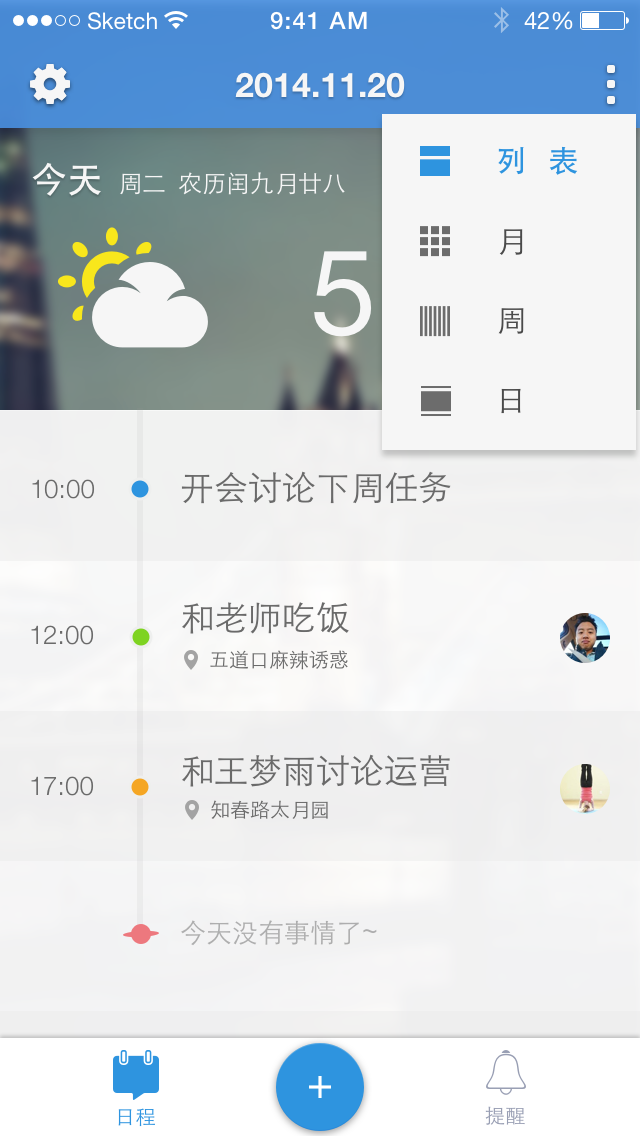 Sketch 9:41 AM 42%
2014.11.20
今天 周二 农历闰九月廿八
5
列 表
月
周
日
10:00 开会讨论下周任务
12:00 和老师吃饭
五道口麻辣诱惑
17:00 和王梦雨讨论运营
知春路太月园
今天没有事情了~
日程 + 提醒